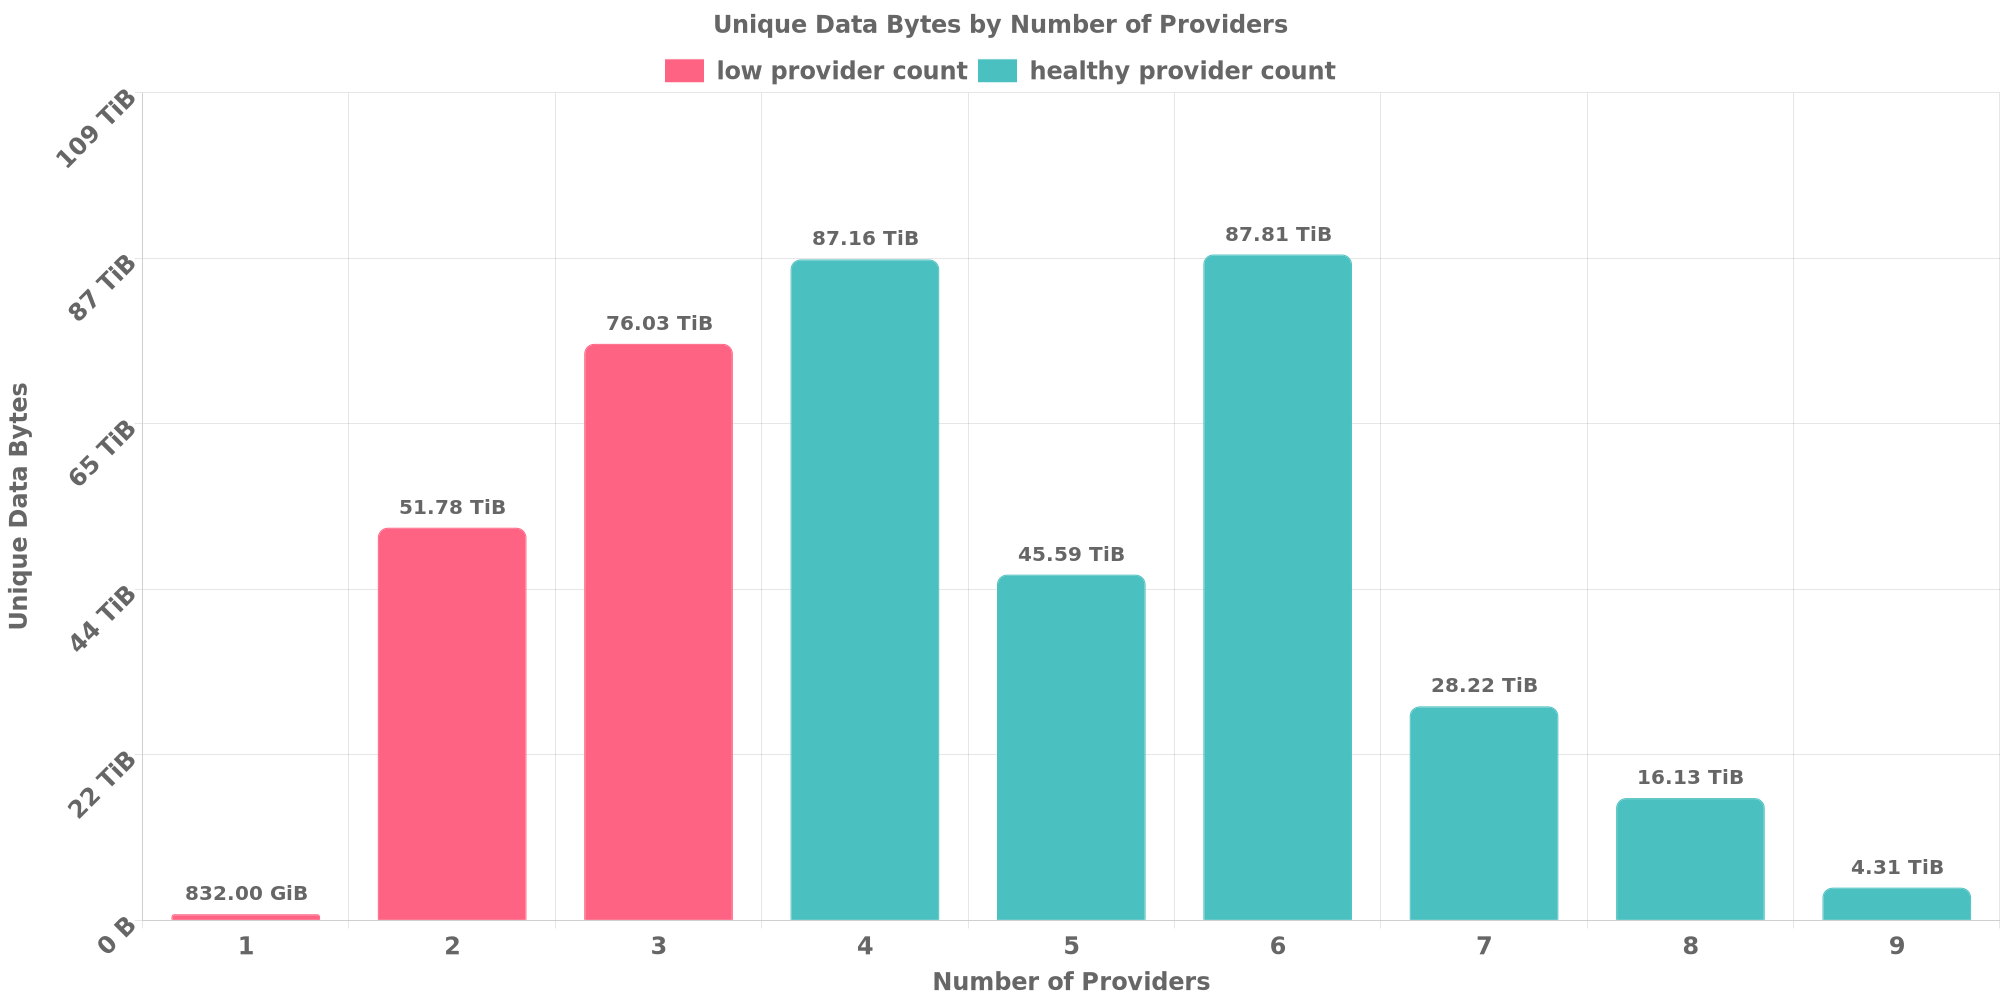 Unique Data Bytes by Number of Providers
low provider count healthy provider count
109 TiB
87 TiB
65 TiB
44 TiB
22 TiB
0 B
Unique Data Bytes
832.00 GiB
51.78 TiB
76.03 TiB
87.16 TiB
45.59 TiB
87.81 TiB
28.22 TiB
16.13 TiB
4.31 TiB
1 2 3 4 5 6 7 8 9
Number of Providers